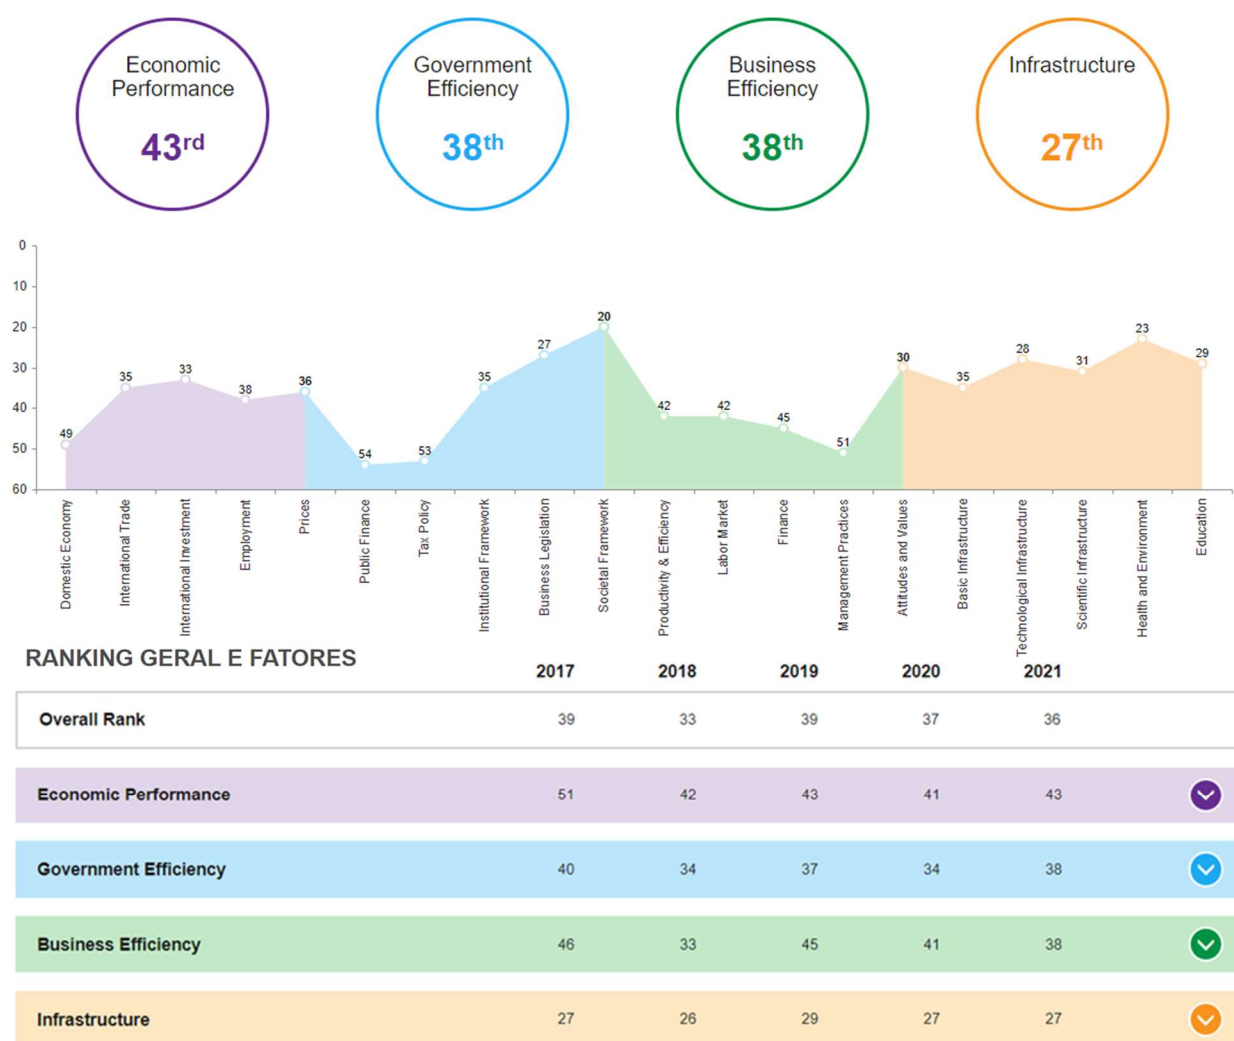 Economic
Performance
43rd
Government
Efficiency
38th
Business
Efficiency
38th
Infrastructure
27th
0
10
20
30
40
50
60
49
35
33
38
36
54
53
35
27
20
42
42
45
51
30
35
28
31
23
29
Domestic Economy
International Trade
International Investment
Employment
Prices
Public Finance
Tax Policy
Institutional Framework
Business Legislation
Societal Framework
Productivity & Efficiency
Labor Market
Finance
Management Practices
Attitudes and Values
Basic Infrastructure
Technological Infrastructure
Scientific Infrastructure
Health and Environment
Education
RANKING GERAL E FATORES
2017 2018 2019 2020 2021
Overall Rank 39 33 39 37 36
Economic Performance 51 42 43 41 43
Government Efficiency 40 34 37 34 38
Business Efficiency 46 33 45 41 38
Infrastructure 27 26 29 27 27